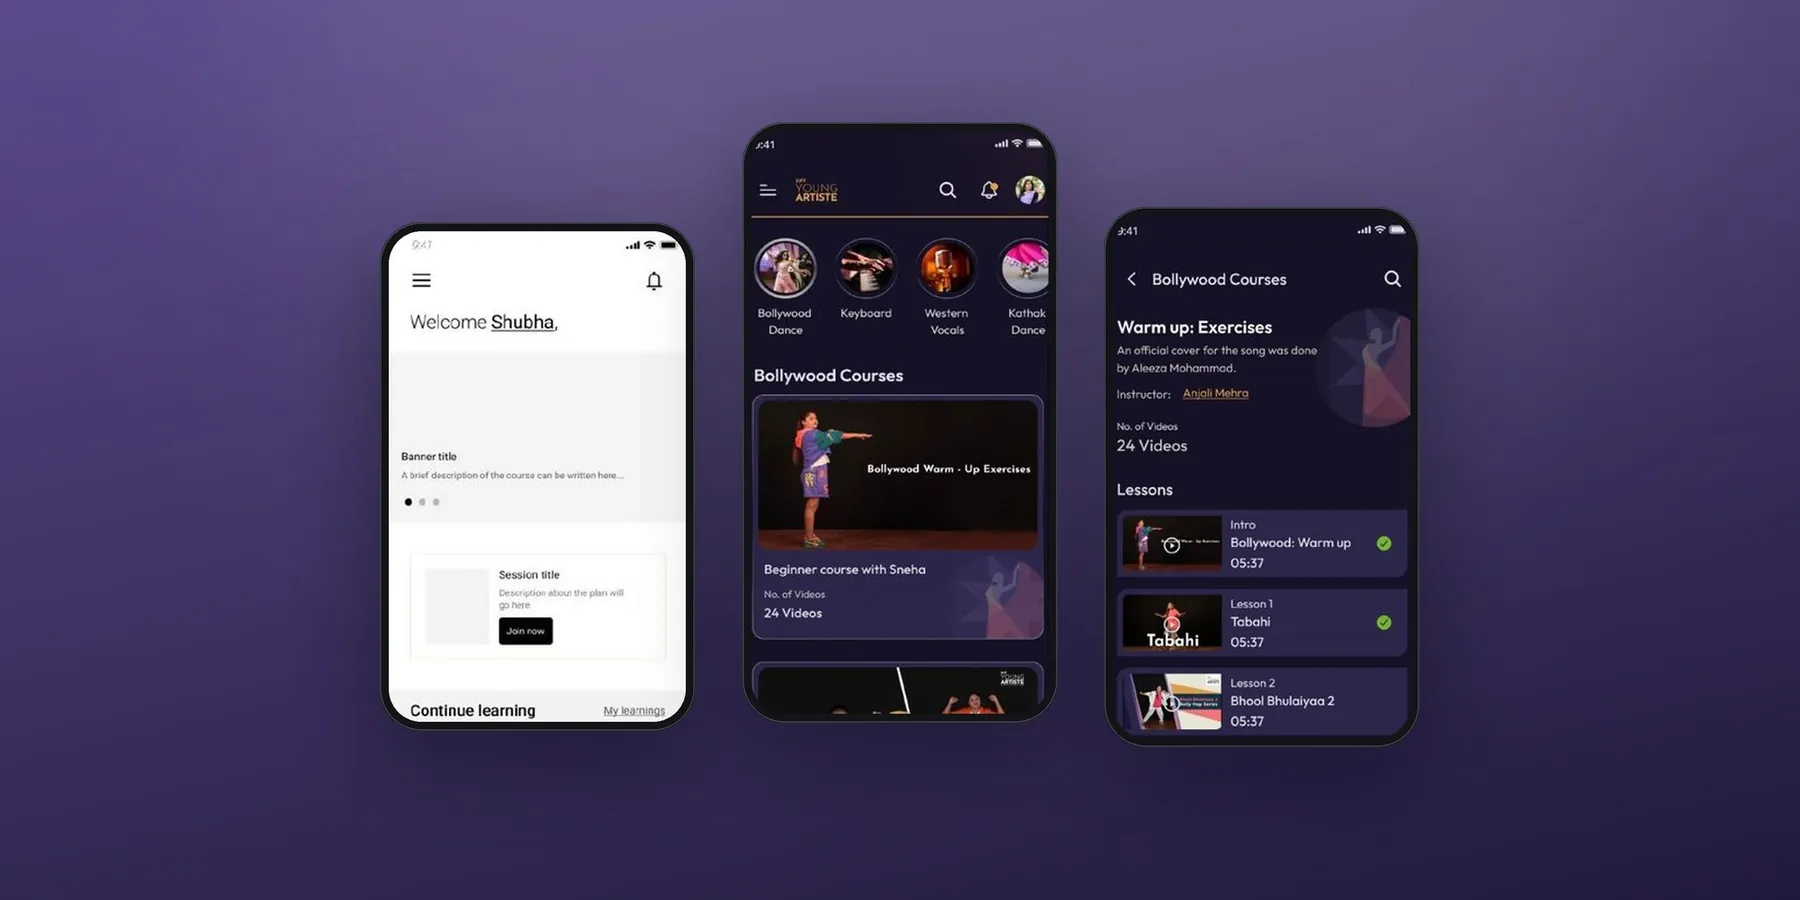 9:41
Welcome Shubha,
Banner title
A brief description of the course can be written here...
Session title
Description about the plan will
go here
Join now
Continue learning
My learnings
9:41
YOUNG
ARTISTE
Bollywood
Dance
Keyboard
Western
Vocals
Kathak
Dance
Bollywood Courses
Bollywood Warm - Up Exercises
Beginner course with Sneha
No. of Videos
24 Videos
YOUNG
ARTISTE
9:41
Bollywood Courses
Warm up: Exercises
An official cover for the song was done
by Aleeza Mohammad.
Instructor: Anjali Mehra
No. of Videos
24 Videos
Lessons
Intro
Bollywood: Warm up
05:37
Tabahi
Lesson 1
Tabahi
05:37
Lesson 2
Bhool Bhulaiyaa 2
05:37